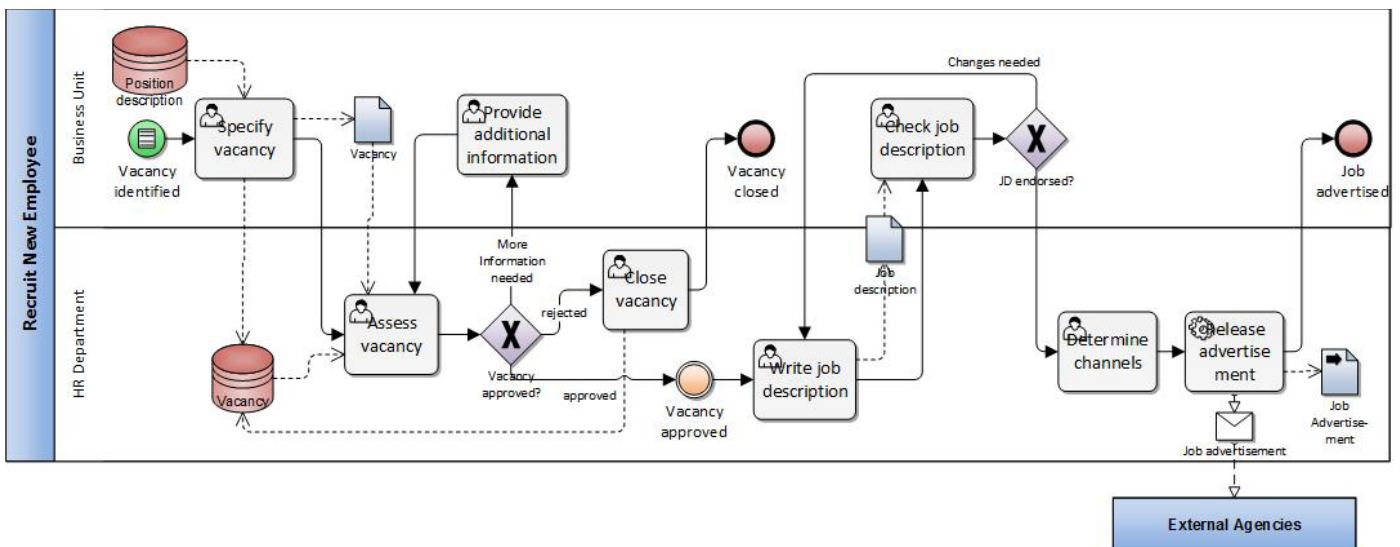 Recruit New Employee
Business Unit
Position
description
Vacancy
identified
Specify
vacancy
Vacancy
Provide
additional
information
Vacancy
closed
Check job
description
Changes needed
JD endorsed?
Job
advertised
HR Department
Vacancy
Assess
vacancy
More
Information
needed
Vacancy
approved?
rejected
approved
Close
vacancy
Vacancy
approved
Write job
description
Job
description
Determine
channels
Release
advertise
ment
Job
Advertise-
ment
Job advertisement
External Agencies